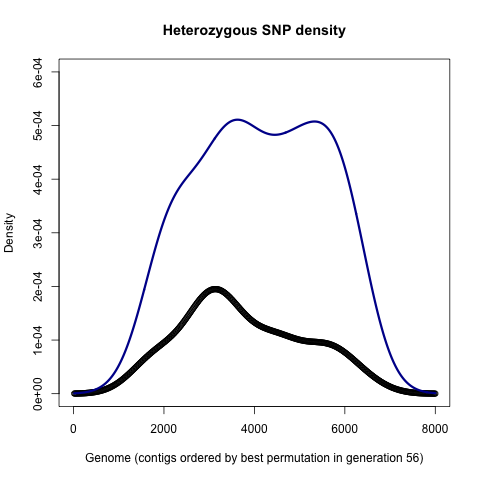 Heterozygous SNP density
6e-04
5e-04
4e-04
3e-04
2e-04
1e-04
0e+00
Density
0 2000 4000 6000 8000
Genome (contigs ordered by best permutation in generation 56)